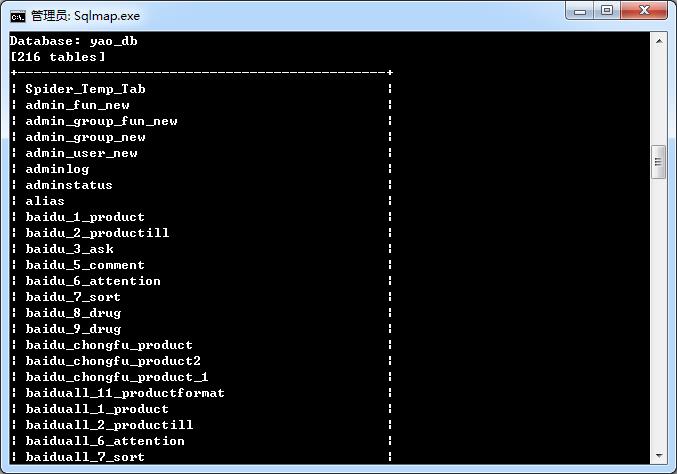 管理员: Sqlmap.exe
Database: yao_db
[216 tables]
+-----------------------------------------------+
¦ Spider_Temp_Tab ¦
¦ admin_fun_new ¦
¦ admin_group_fun_new ¦
¦ admin_group_new ¦
¦ admin_user_new ¦
¦ adminlog ¦
¦ adminstatus ¦
¦ alias ¦
¦ baidu_1_product ¦
¦ baidu_2_productill ¦
¦ baidu_3_ask ¦
¦ baidu_5_comment ¦
¦ baidu_6_attention ¦
¦ baidu_7_sort ¦
¦ baidu_8_drug ¦
¦ baidu_9_drug ¦
¦ baidu_chongfu_product ¦
¦ baidu_chongfu_product2 ¦
¦ baidu_chongfu_product_1 ¦
¦ baiduall_11_productformat ¦
¦ baiduall_1_product ¦
¦ baiduall_2_productill ¦
¦ baiduall_6_attention ¦
¦ baiduall_7_sort ¦